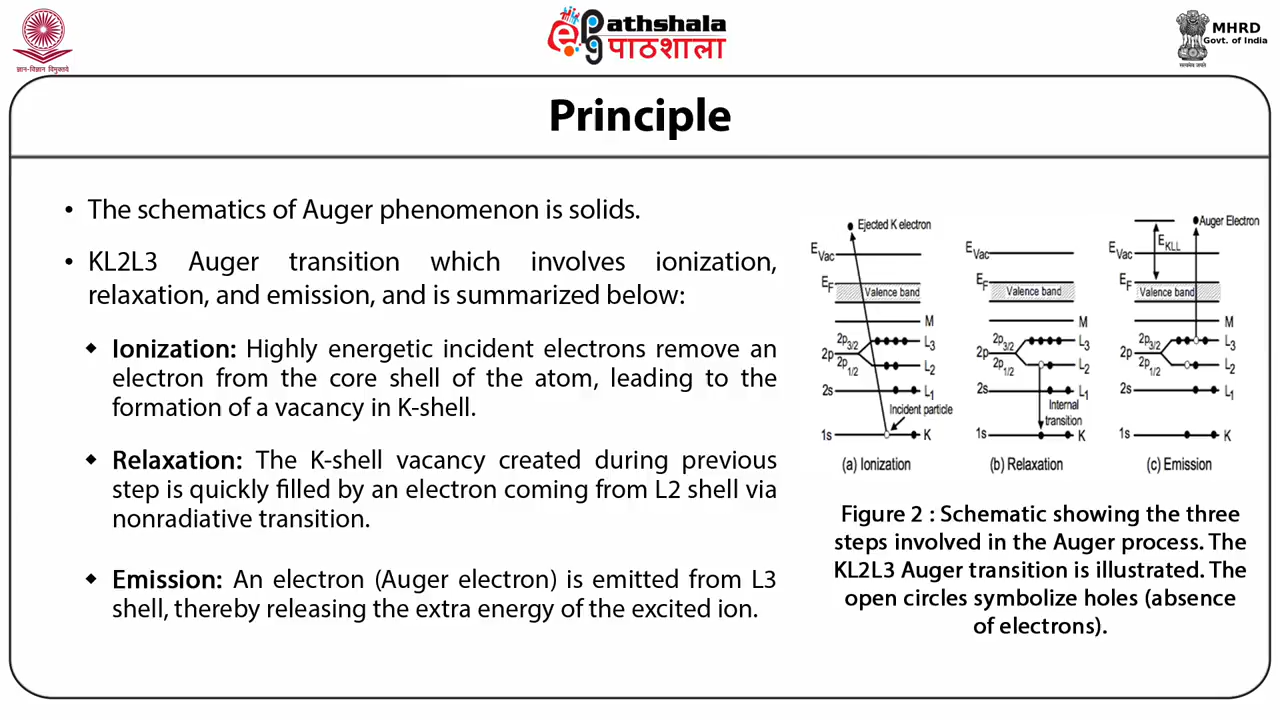 ज्ञान-विज्ञान विमुक्तये
ePG Pathshala
पाठशाला
MHRD
Govt. of India
सत्यमेव जयते
Principle
• The schematics of Auger phenomenon is solids.
• KL2L3 Auger transition which involves ionization,
relaxation, and emission, and is summarized below:
◆ Ionization: Highly energetic incident electrons remove an
electron from the core shell of the atom, leading to the
formation of a vacancy in K-shell.
◆ Relaxation: The K-shell vacancy created during previous
step is quickly filled by an electron coming from L2 shell via
nonradiative transition.
◆ Emission: An electron (Auger electron) is emitted from L3
shell, thereby releasing the extra energy of the excited ion.
Ejected K electron
EVac
EF
Valence band
M
2p3/2
L3
2p
2p1/2
L2
2s
L1
Incident particle
1s
K
(a) Ionization
EVac
EF
Valence band
M
2p3/2
L3
2p
2p1/2
L2
2s
L1
Internal
transition
1s
K
(b) Relaxation
Auger Electron
EKLL
EVac
EF
Valence band
M
2p3/2
L3
2p
2p1/2
L2
2s
L1
1s
K
(c) Emission
Figure 2 : Schematic showing the three
steps involved in the Auger process. The
KL2L3 Auger transition is illustrated. The
open circles symbolize holes (absence
of electrons).